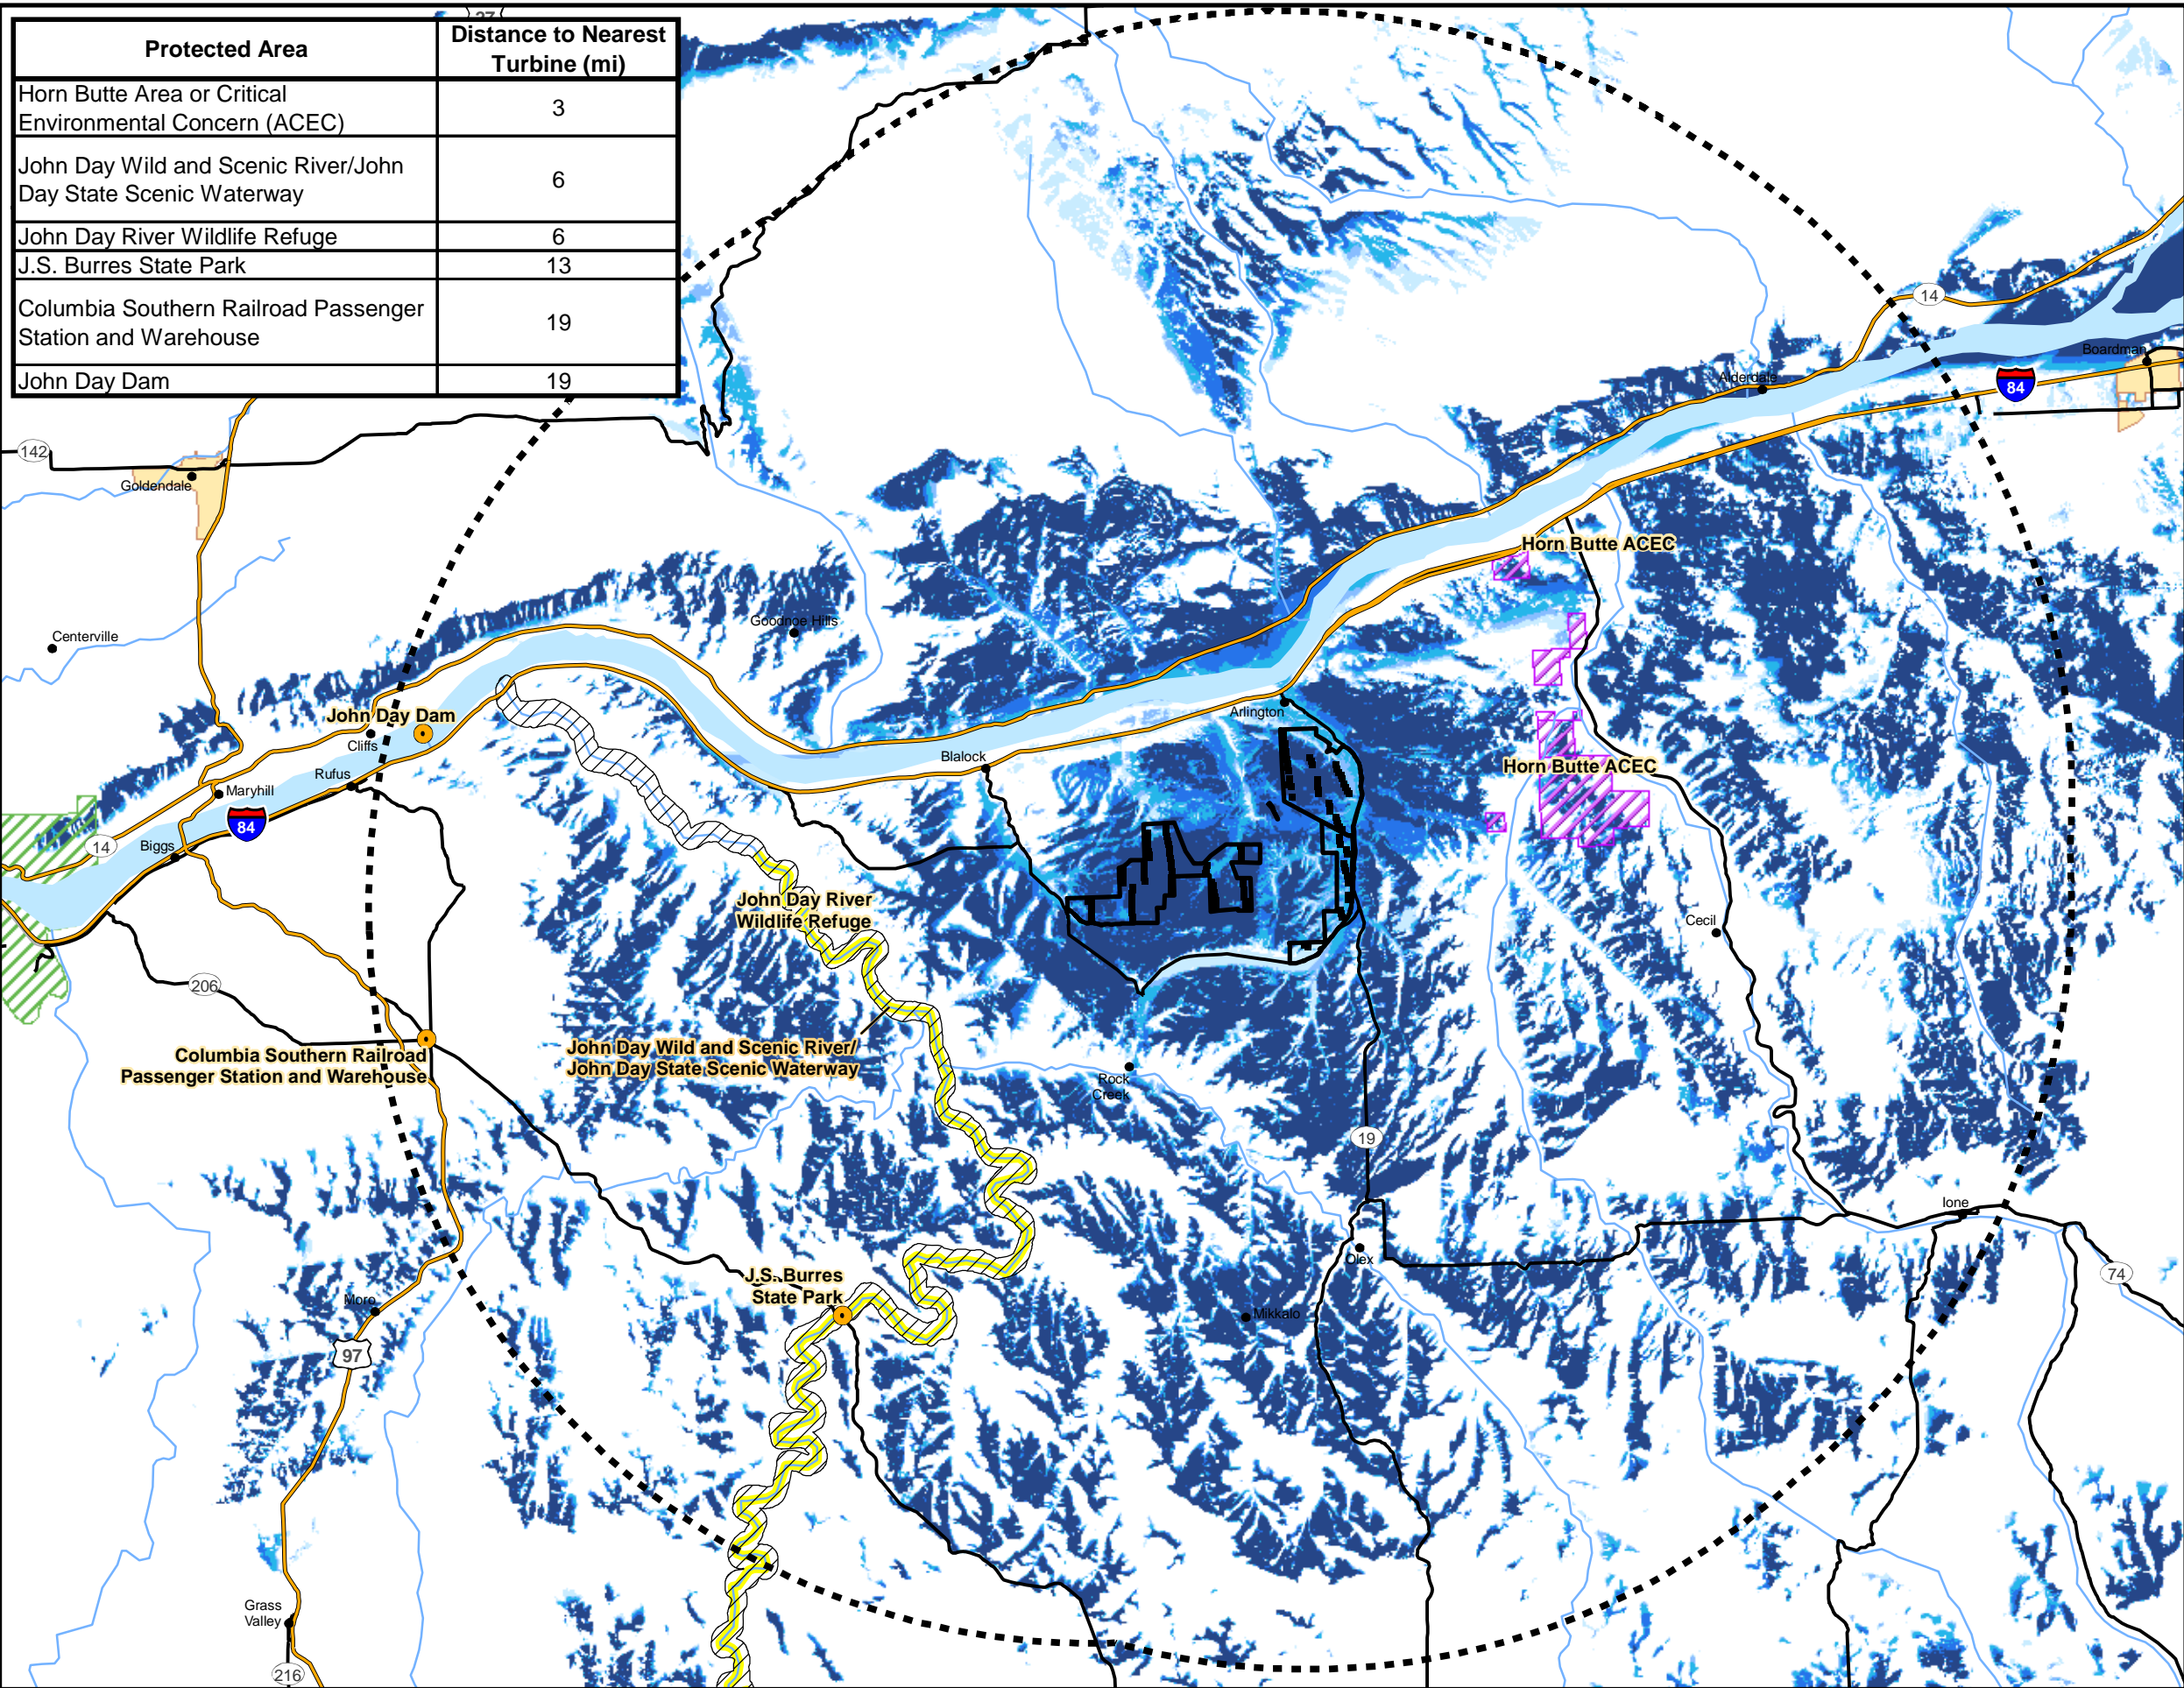 Protected Area
Distance to Nearest
Turbine (mi)
Horn Butte Area or Critical
Environmental Concern (ACEC)
3
John Day Wild and Scenic River/John
Day State Scenic Waterway
6
John Day River Wildlife Refuge
6
J.S. Burres State Park
13
Columbia Southern Railroad Passenger
Station and Warehouse
19
John Day Dam
19
14
Boardman
Alderdale
84
142
Goldendale
Horn Butte ACEC
Centerville
Goodnoe Hills
John Day Dam
Cliffs
Arlington
Blalock
Rufus
Horn Butte ACEC
Maryhill
84
14
Biggs
John Day River
Wildlife Refuge
Cecil
206
Columbia Southern Railroad
Passenger Station and Warehouse
John Day Wild and Scenic River/
John Day State Scenic Waterway
Rock
Creek
19
Ione
Olex
74
J.S. Burres
State Park
Moro
Mikkalo
97
Grass
Valley
216